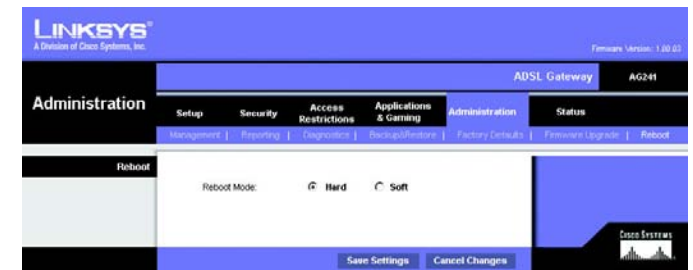 LINKSYS®
A Division of Cisco Systems, Inc.
Firmware Version: 1.00.03
ADSL Gateway AG241
Administration
Setup Security Access Restrictions Applications & Gaming Administration Status
Management | Reporting | Diagnostics | Backup&Restore | Factory Defaults | Firmware Upgrade | Reboot
Reboot
Reboot Mode: Hard Soft
CISCO SYSTEMS
Save Settings Cancel Changes